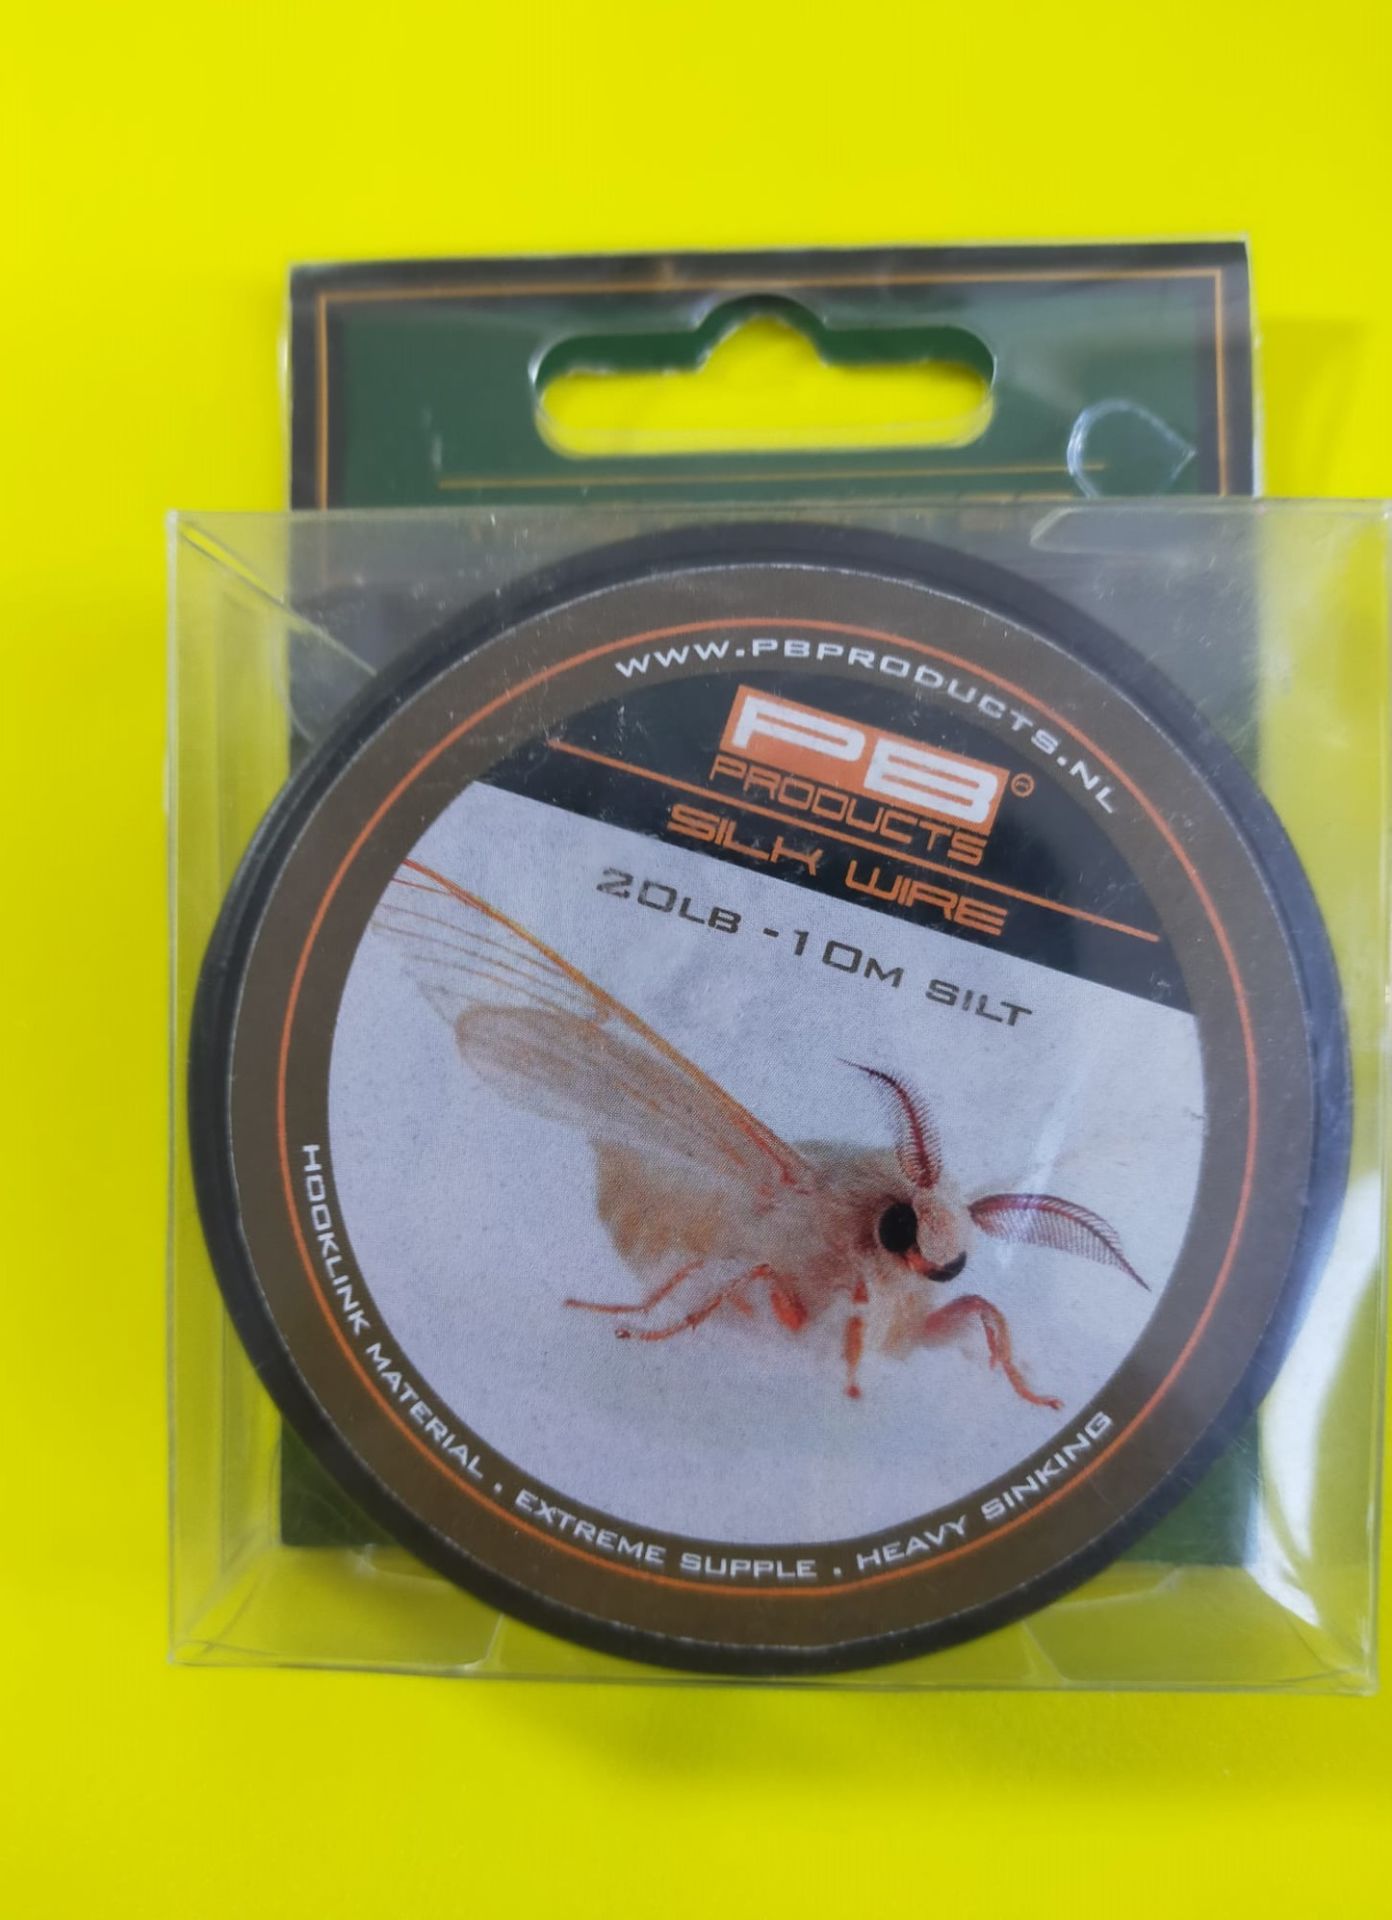 WWW.PBPRODUCTS.NL
PB®
PRODUCTS
SILK WIRE
20LB - 10M SILT
HOOKLINK MATERIAL . EXTREME SUPPLE . HEAVY SINKING